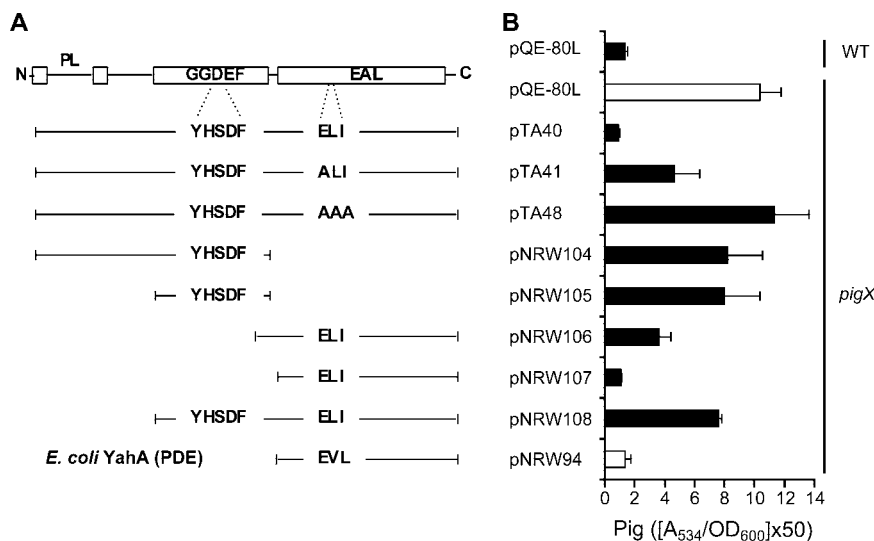 A
PL
N
GGDEF
EAL
C
YHSDF ELI
YHSDF ALI
YHSDF AAA
YHSDF
YHSDF
ELI
ELI
YHSDF ELI
E. coli YahA (PDE) EVL
B
pQE-80L
WT
pQE-80L
pTA40
pTA41
pTA48
pNRW104
pNRW105
pigX
pNRW106
pNRW107
pNRW108
pNRW94
0 2 4 6 8 10 12 14
Pig ([A534/OD600]x50)